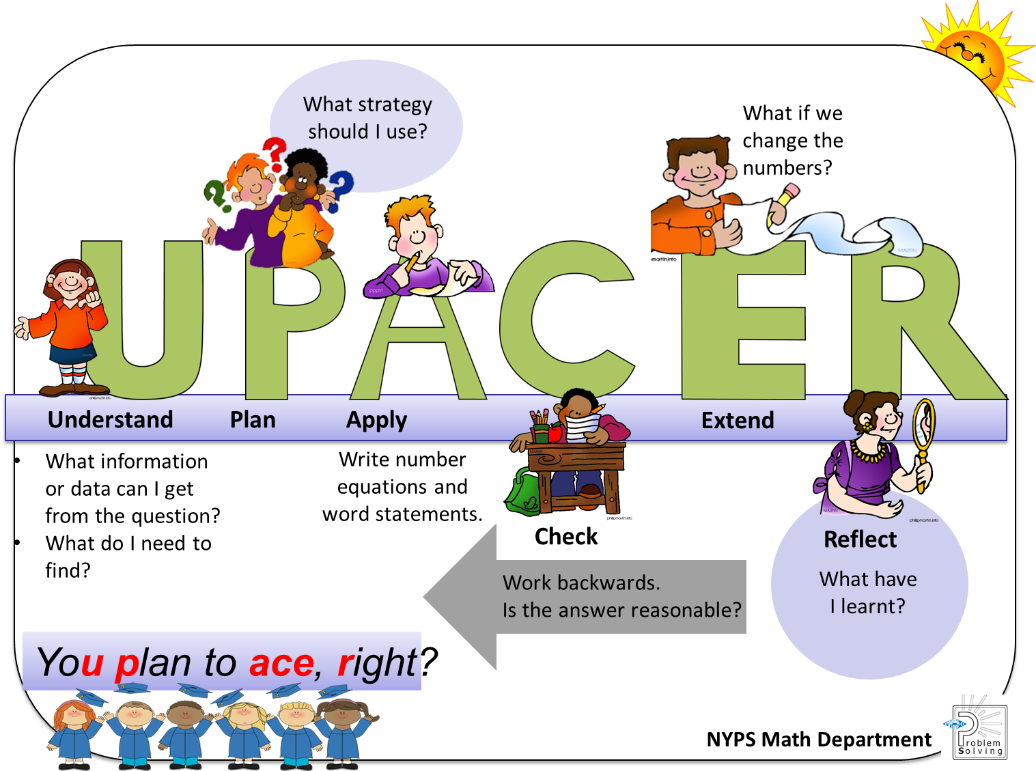 What strategy
should I use?
What if we
change the
numbers?
? ? ?
UPACER
Understand Plan Apply Extend
• What information
or data can I get
from the question?
• What do I need to
find?
Write number
equations and
word statements.
Check
Work backwards.
Is the answer reasonable?
Reflect
What have
I learnt?
You plan to ace, right?
NYPS Math Department
Problem
Solving